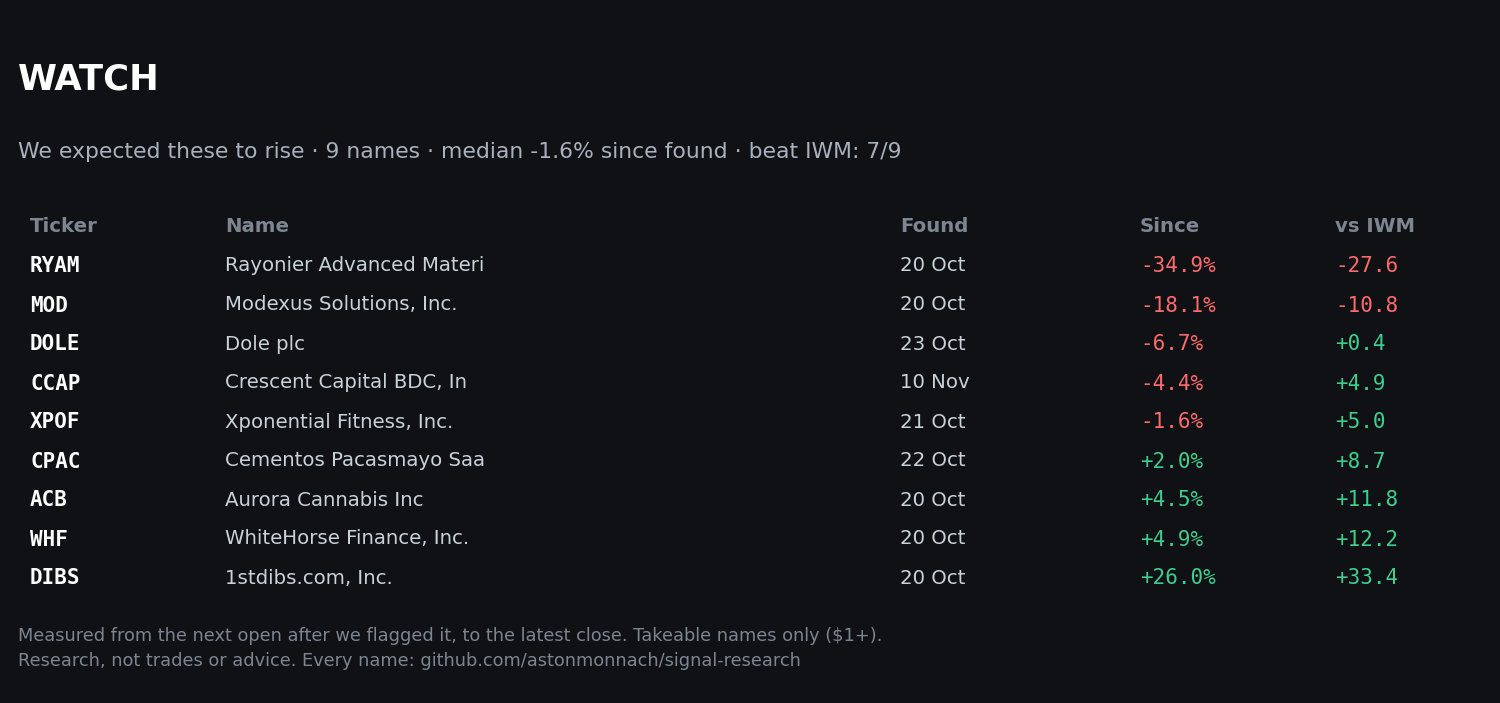 WATCH
We expected these to rise · 9 names · median -1.6% since found · beat IWM: 7/9
Ticker Name Found Since vs IWM
RYAM Rayonier Advanced Materi 20 Oct -34.9% -27.6
MOD Modexus Solutions, Inc. 20 Oct -18.1% -10.8
DOLE Dole plc 23 Oct -6.7% +0.4
CCAP Crescent Capital BDC, In 10 Nov -4.4% +4.9
XPOF Xponential Fitness, Inc. 21 Oct -1.6% +5.0
CPAC Cementos Pacasmayo Saa 22 Oct +2.0% +8.7
ACB Aurora Cannabis Inc 20 Oct +4.5% +11.8
WHF WhiteHorse Finance, Inc. 20 Oct +4.9% +12.2
DIBS 1stdibs.com, Inc. 20 Oct +26.0% +33.4
Measured from the next open after we flagged it, to the latest close. Takeable names only ($1+).
Research, not trades or advice. Every name: github.com/astonmonnach/signal-research